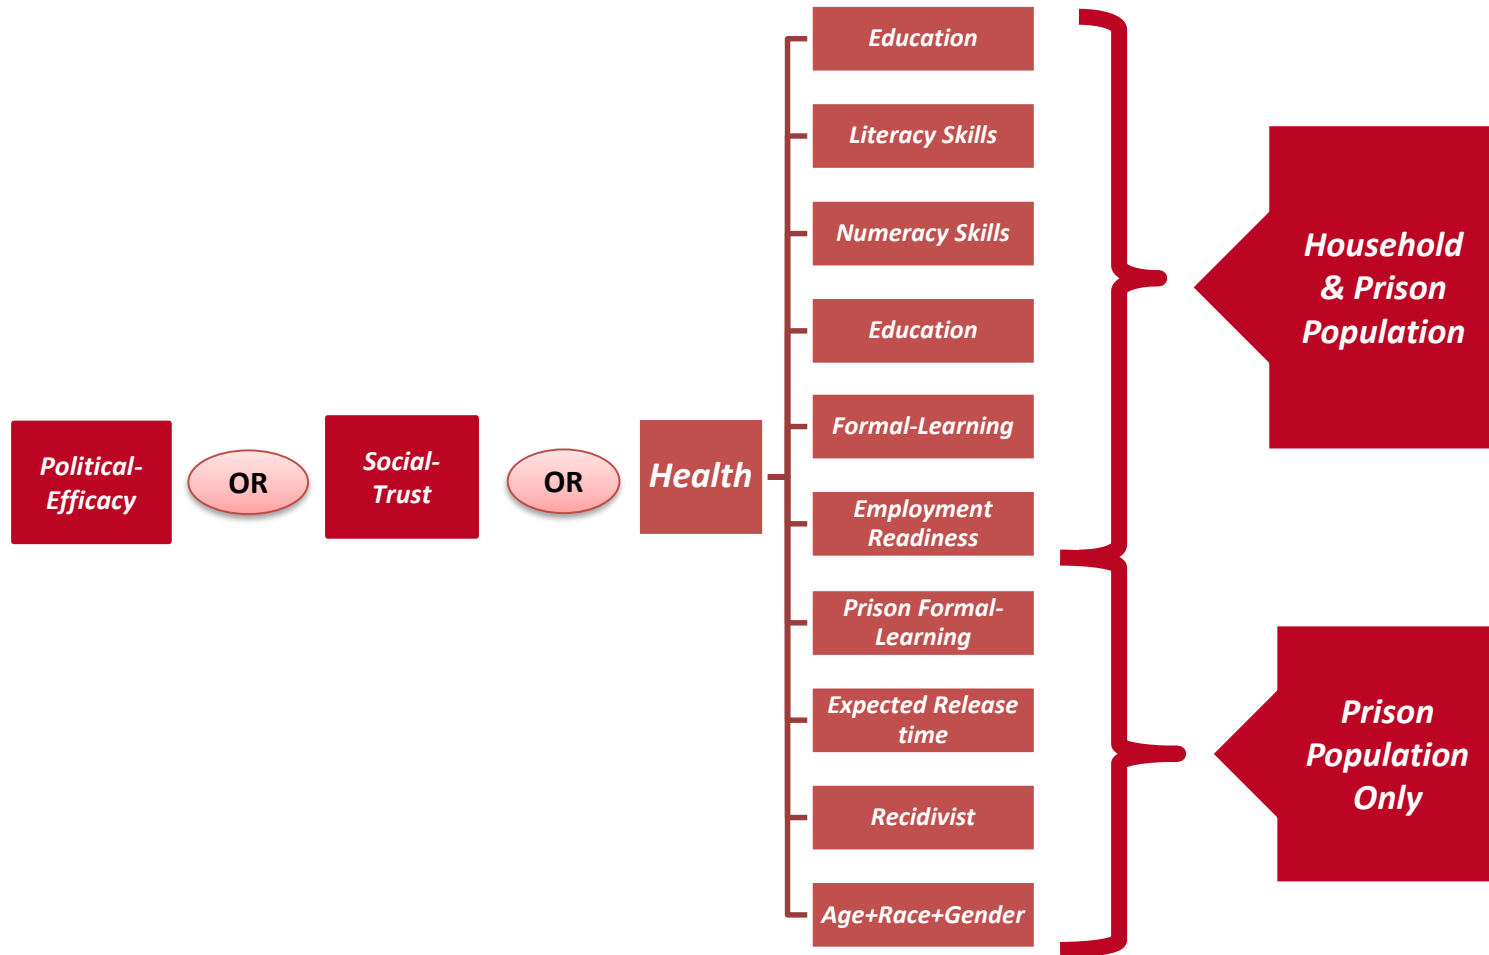 Political-
Efficacy
OR
Social-
Trust
OR
Health
Education
Literacy Skills
Numeracy Skills
Education
Formal-Learning
Employment
Readiness
Prison Formal-
Learning
Expected Release
time
Recidivist
Age+Race+Gender
Household
& Prison
Population
Prison
Population
Only